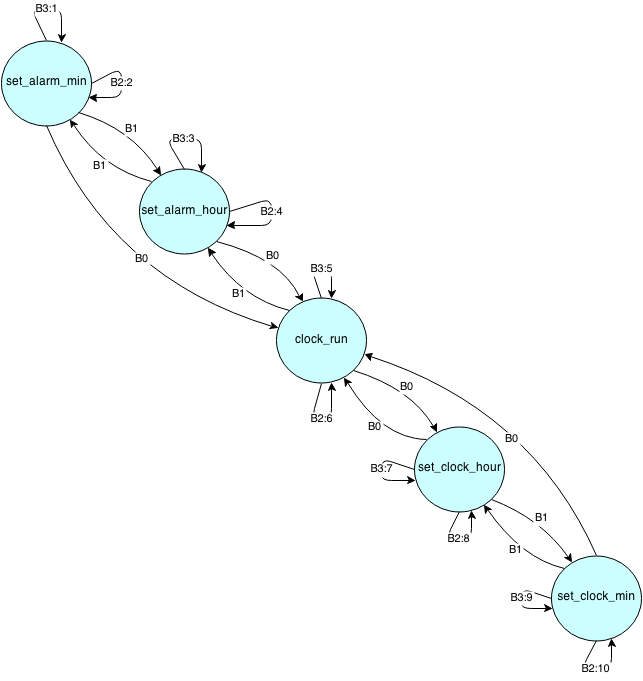 B3:1
set_alarm_min
B2:2
B1
B3:3
B1
set_alarm_hour
B2:4
B0
B0
B3:5
B1
clock_run
B0
B2:6
B0
B0
set_clock_hour
B3:7
B1
B2:8
B1
set_clock_min
B3:9
B2:10